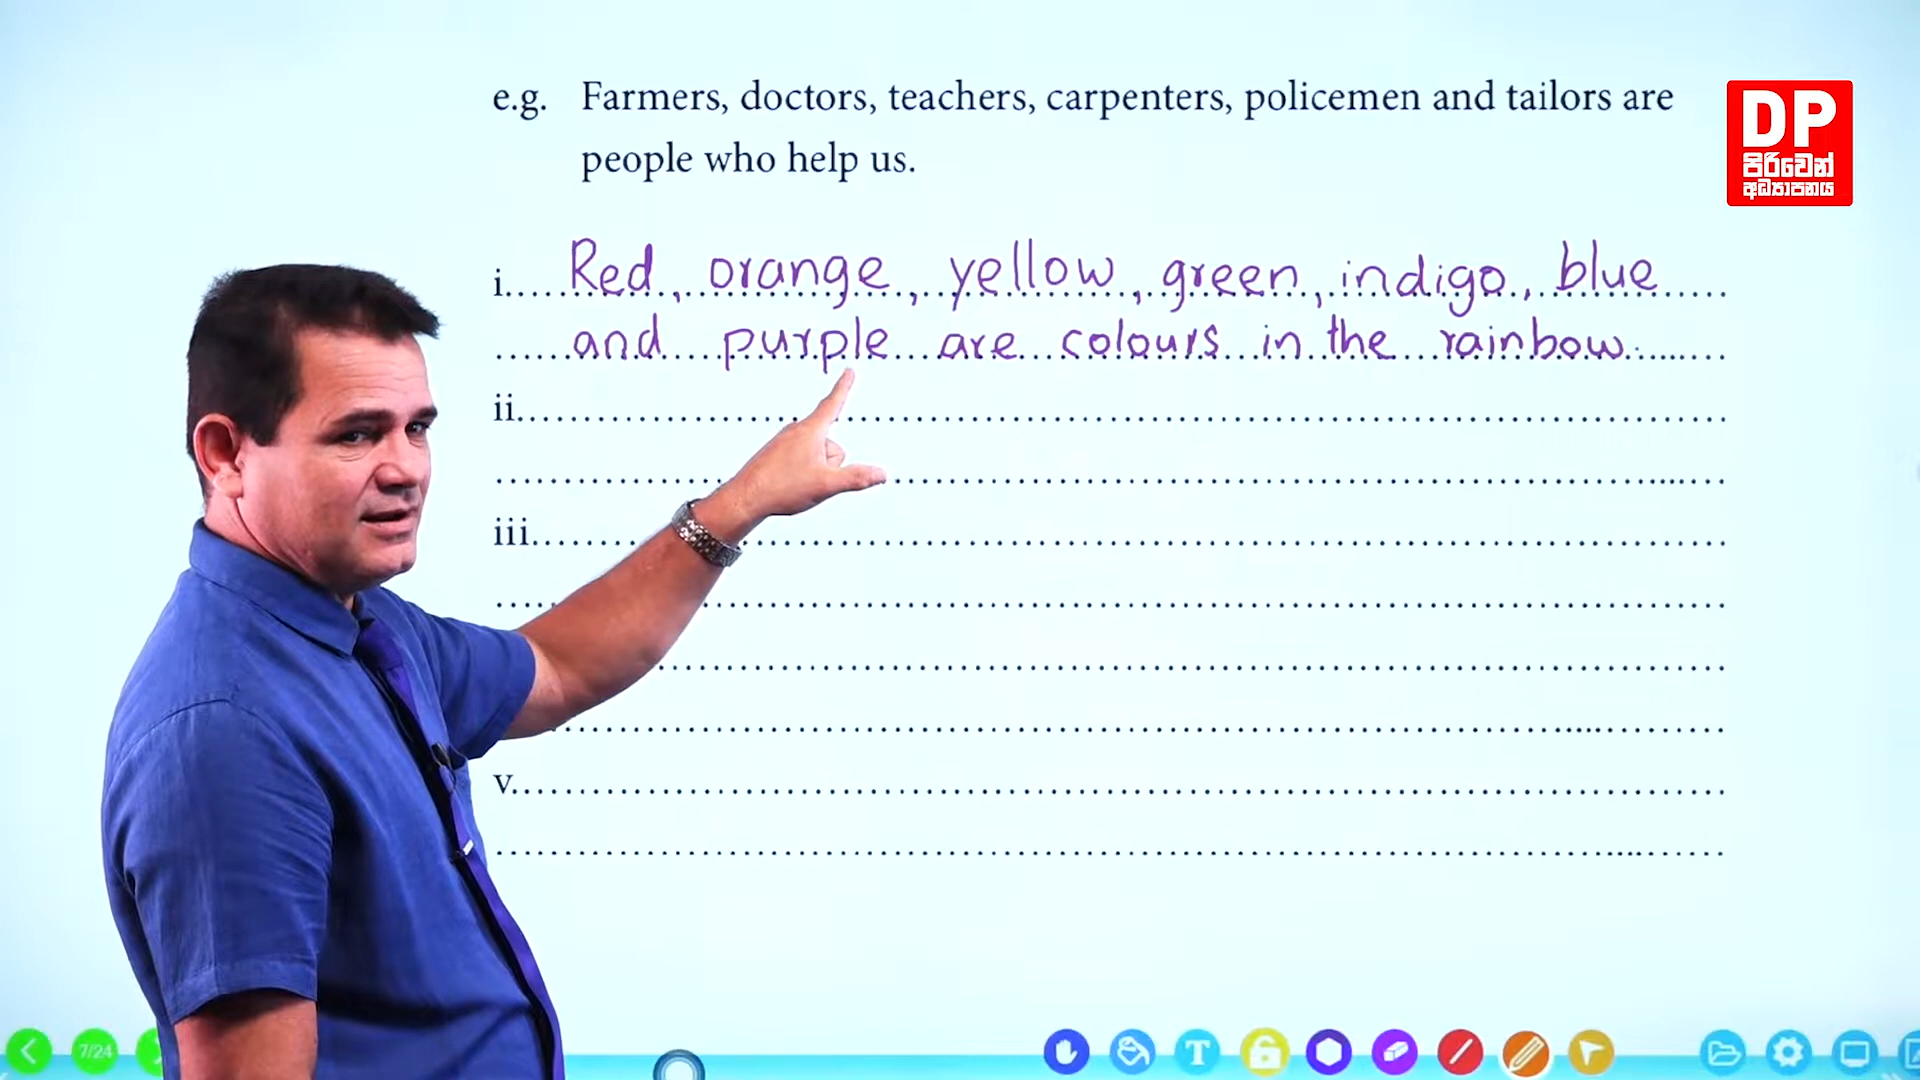 e.g. Farmers, doctors, teachers, carpenters, policemen and tailors are
people who help us.
DP
පිරිවෙන්
අධ්‍යාපනය
i. Red, orange, yellow, green, indigo, blue
and purple are colours in the rainbow.
ii.
iii.
v.
7/24
T